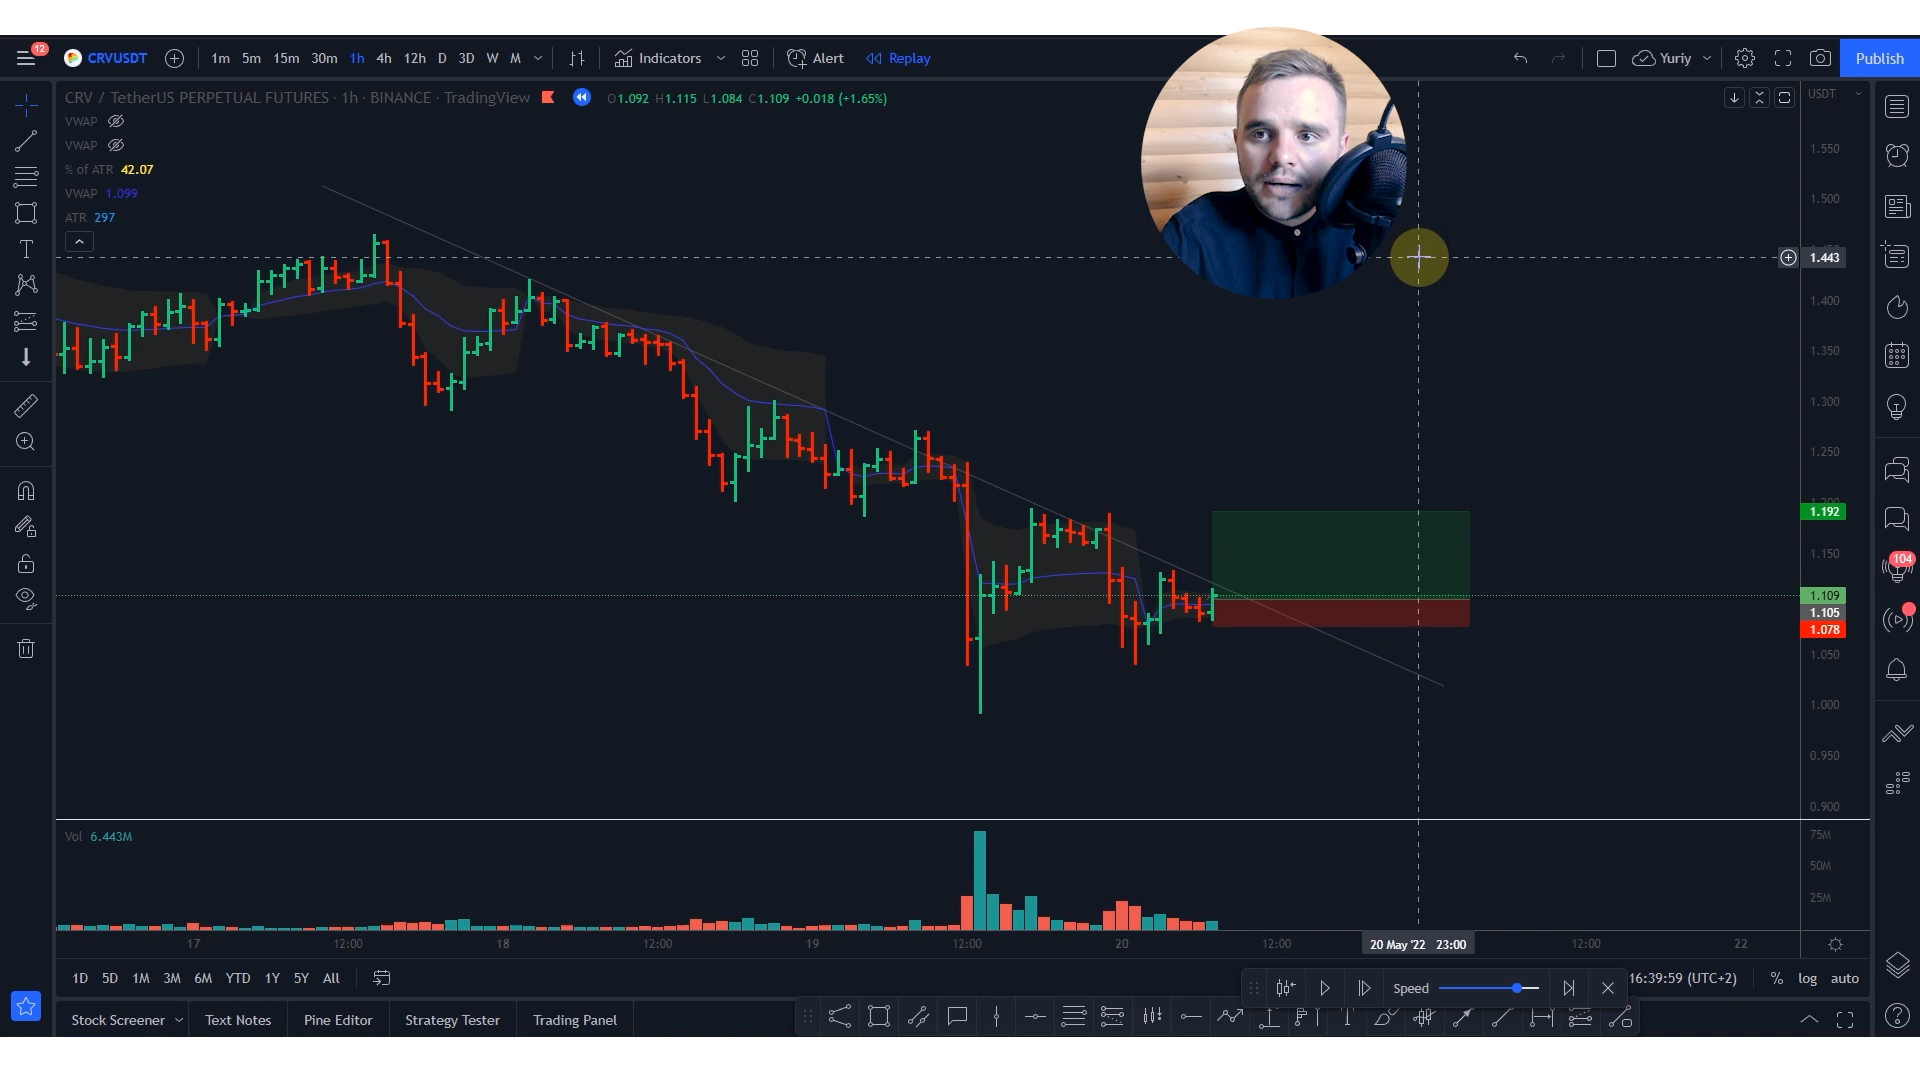 12
CRVUSDT 1m 5m 15m 30m 1h 4h 12h D 3D W M Indicators Alert Replay Yuriy Publish
CRV / TetherUS PERPETUAL FUTURES · 1h · BINANCE · TradingView O1.092 H1.115 L1.084 C1.109 +0.018 (+1.65%)
USDT
VWAP
VWAP
% of ATR 42.07
VWAP 1.099
ATR 297
1.550
1.500
1.443
1.400
1.350
1.300
1.250
1.200
1.192
1.150
104
1.109
1.105
1.078
1.050
1.000
0.950
0.900
Vol 6.443M
75M
50M
25M
17 12:00 18 12:00 19 12:00 20 12:00 20 May '22 23:00 12:00 22
1D 5D 1M 3M 6M YTD 1Y 5Y All
Speed
16:39:59 (UTC+2) % log auto
Stock Screener Text Notes Pine Editor Strategy Tester Trading Panel